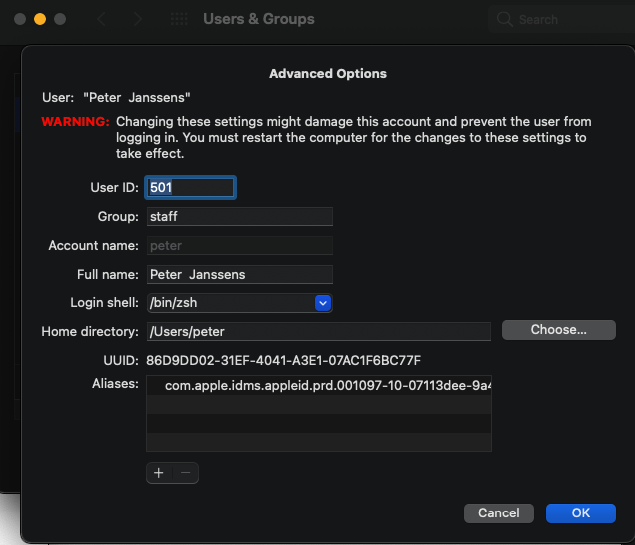 Users & Groups
Search
Advanced Options
User: "Peter Janssens"
WARNING: Changing these settings might damage this account and prevent the user from
logging in. You must restart the computer for the changes to these settings to
take effect.
User ID: 501
Group: staff
Account name: peter
Full name: Peter Janssens
Login shell: /bin/zsh
Home directory: /Users/peter
Choose...
UUID: 86D9DD02-31EF-4041-A3E1-07AC1F6BC77F
Aliases: com.apple.idms.appleid.prd.001097-10-07113dee-9a4
+ −
Cancel
OK